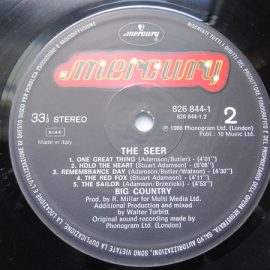 mercury
33⅓ STEREO
S.I.A.E.
Made in Italy
826 844-1
826 844-1.2
2
℗ 1986 Phonogram Ltd. (London)
Publ.: 10 Music Ltd.
THE SEER
1. ONE GREAT THING (Adamson/Butler) - (4'01")
2. HOLD THE HEART (Stuart Adamson) - (6'08")
3. REMEMBRANCE DAY (Adamson/Butler/Watson) - (4'30")
4. THE RED FOX (Stuart Adamson) - (4'11")
5. THE SAILOR (Adamson/Brzezicki) - (4'53")
BIG COUNTRY
Prod. by R. Millar for Multi Media Ltd.
Additional Production and mixed
by Walter Turbitt
Original sound recording made by
Phonogram Ltd. (London)